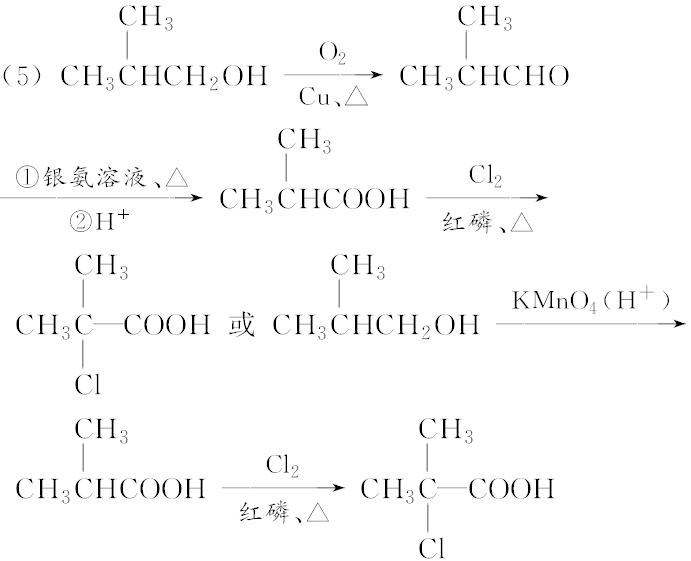 CH₃
(5) CH₃CHCH₂OH O₂ Cu、△ CH₃CHCHO
CH₃
①银氨溶液、△ ②H⁺ CH₃CHCOOH Cl₂ 红磷、△
CH₃
CH₃C—COOH 或 CH₃CHCH₂OH KMnO₄(H⁺)
Cl
CH₃
CH₃
CH₃CHCOOH Cl₂ 红磷、△ CH₃C—COOH
CH₃
CH₃
Cl